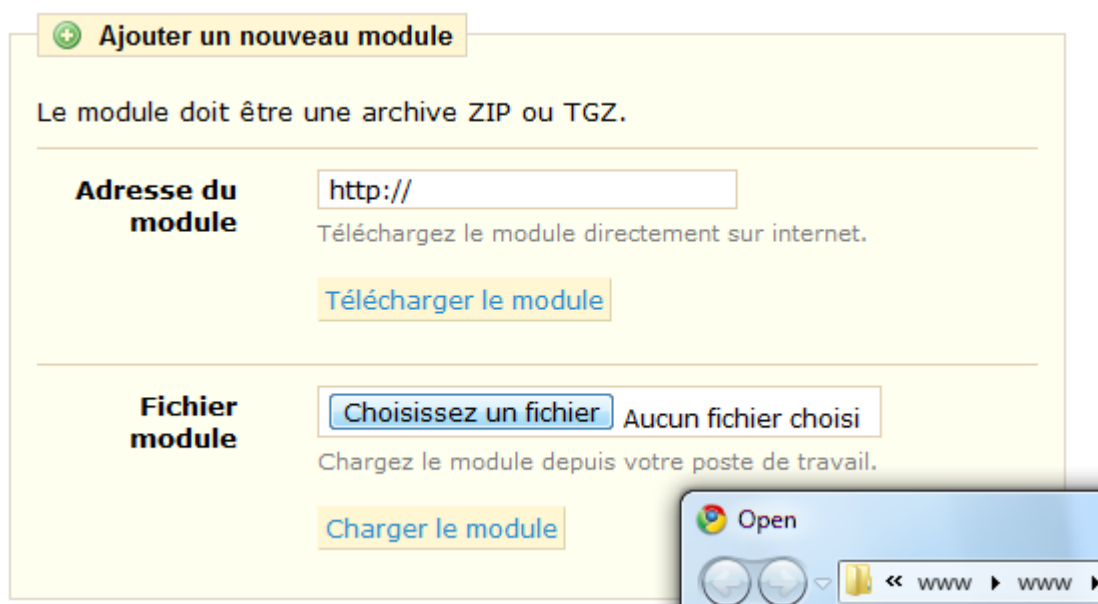 Ajouter un nouveau module
Le module doit être une archive ZIP ou TGZ.
Adresse du
module
http://
Téléchargez le module directement sur internet.
Télécharger le module
Fichier
module
Choisissez un fichier Aucun fichier choisi
Chargez le module depuis votre poste de travail.
Charger le module
Open
« www ▸ www ▸